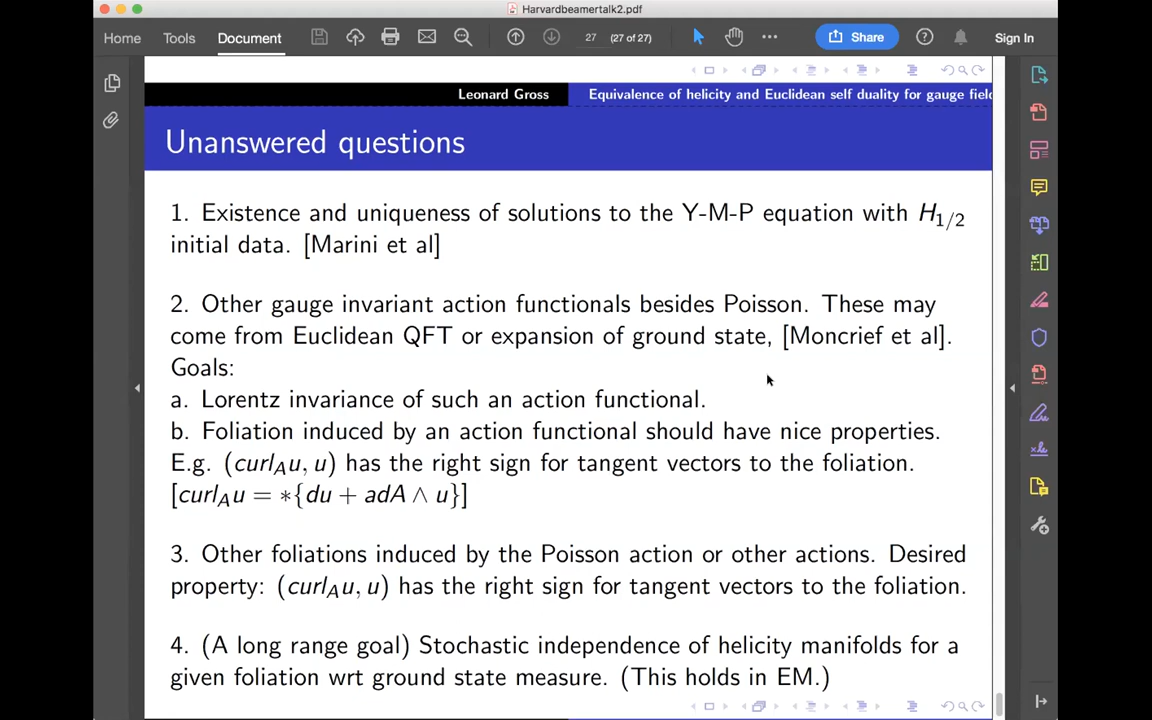 Harvardbeamertalk2.pdf
Home Tools Document 27 (27 of 27) Share Sign In
Leonard Gross Equivalence of helicity and Euclidean self duality for gauge field
Unanswered questions
1. Existence and uniqueness of solutions to the Y-M-P equation with H_{1/2}
initial data. [Marini et al]
2. Other gauge invariant action functionals besides Poisson. These may
come from Euclidean QFT or expansion of ground state, [Moncrief et al].
Goals:
a. Lorentz invariance of such an action functional.
b. Foliation induced by an action functional should have nice properties.
E.g. (curl_A u, u) has the right sign for tangent vectors to the foliation.
[curl_A u = ∗{du + adA ∧ u}]
3. Other foliations induced by the Poisson action or other actions. Desired
property: (curl_A u, u) has the right sign for tangent vectors to the foliation.
4. (A long range goal) Stochastic independence of helicity manifolds for a
given foliation wrt ground state measure. (This holds in EM.)